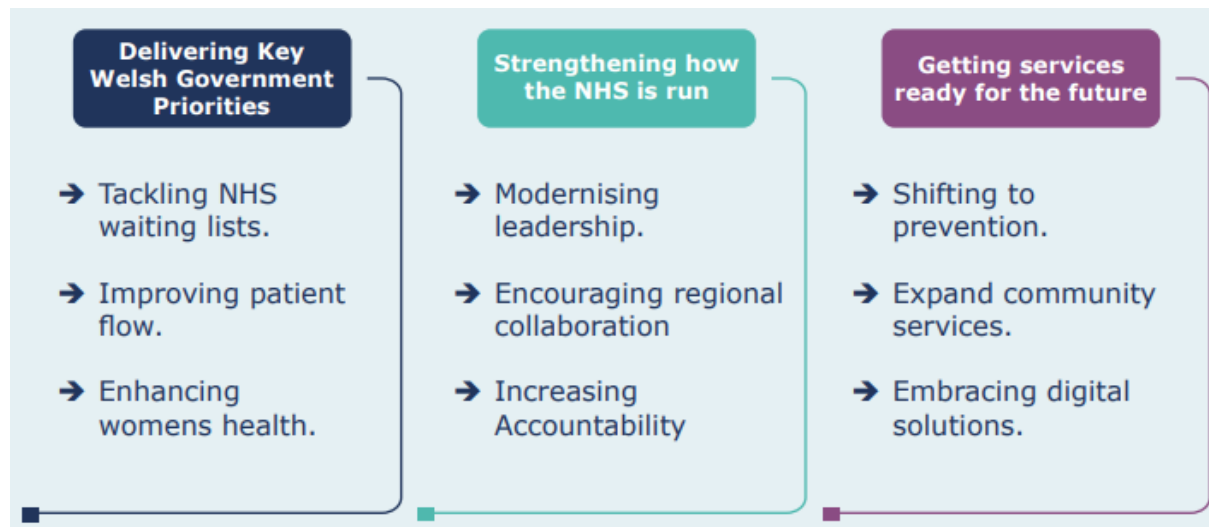 Delivering Key
Welsh Government
Priorities
➔ Tackling NHS
waiting lists.
➔ Improving patient
flow.
➔ Enhancing
womens health.
Strengthening how
the NHS is run
➔ Modernising
leadership.
➔ Encouraging regional
collaboration
➔ Increasing
Accountability
Getting services
ready for the future
➔ Shifting to
prevention.
➔ Expand community
services.
➔ Embracing digital
solutions.